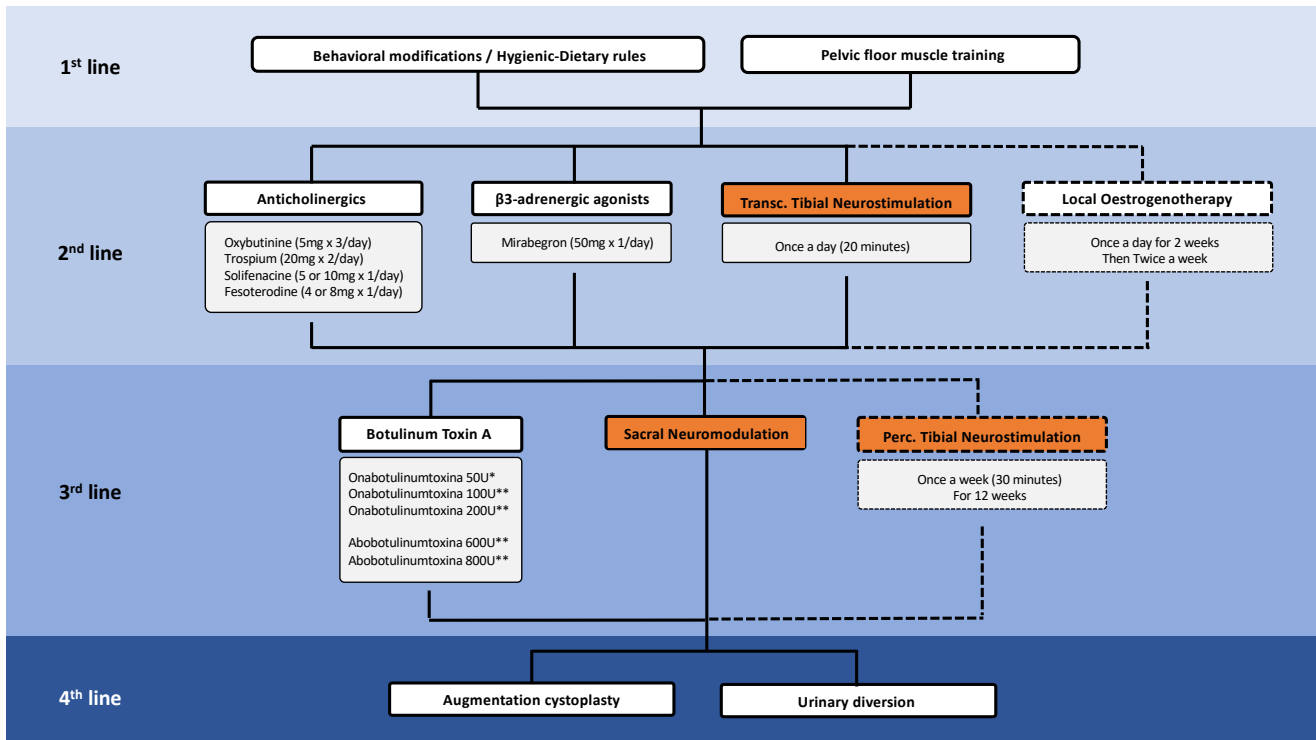 1st line
Behavioral modifications / Hygienic-Dietary rules
Pelvic floor muscle training
2nd line
Anticholinergics
Oxybutinine (5mg x 3/day)
Trospium (20mg x 2/day)
Solifenacine (5 or 10mg x 1/day)
Fesoterodine (4 or 8mg x 1/day)
β3-adrenergic agonists
Mirabegron (50mg x 1/day)
Transc. Tibial Neurostimulation
Once a day (20 minutes)
Local Oestrogenotherapy
Once a day for 2 weeks
Then Twice a week
3rd line
Botulinum Toxin A
Onabotulinumtoxina 50U*
Onabotulinumtoxina 100U**
Onabotulinumtoxina 200U**
Abobotulinumtoxina 600U**
Abobotulinumtoxina 800U**
Sacral Neuromodulation
Perc. Tibial Neurostimulation
Once a week (30 minutes)
For 12 weeks
4th line
Augmentation cystoplasty
Urinary diversion